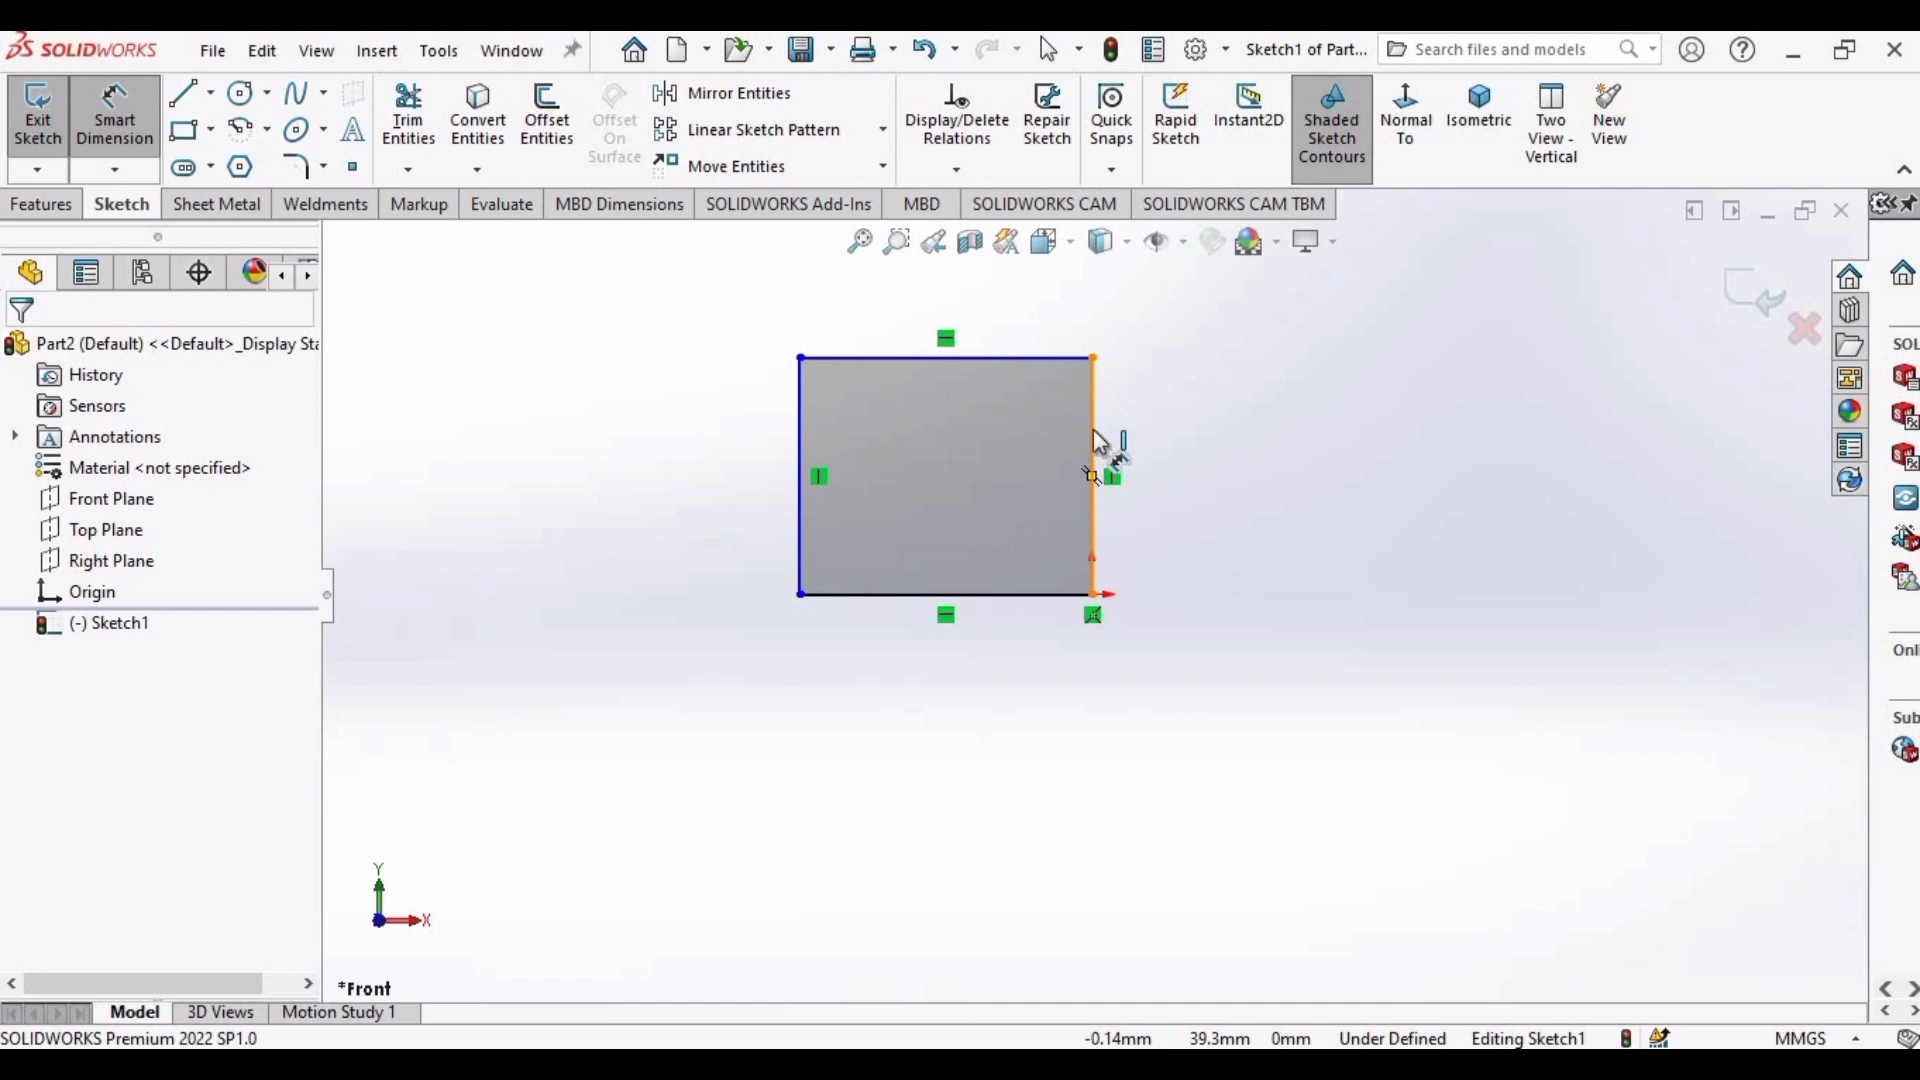 SOLIDWORKS File Edit View Insert Tools Window Sketch1 of Part... Search files and models
Exit Sketch
Smart Dimension
Trim Entities
Convert Entities
Offset Entities
Offset On Surface
Mirror Entities
Linear Sketch Pattern
Move Entities
Display/Delete Relations
Repair Sketch
Quick Snaps
Rapid Sketch
Instant2D
Shaded Sketch Contours
Normal To
Isometric
Two View - Vertical
New View
Features Sketch Sheet Metal Weldments Markup Evaluate MBD Dimensions SOLIDWORKS Add-Ins MBD SOLIDWORKS CAM SOLIDWORKS CAM TBM
Part2 (Default) <<Default>_Display Sta
History
Sensors
Annotations
Material <not specified>
Front Plane
Top Plane
Right Plane
Origin
(-) Sketch1
SOL
Onli
Sub
Y
X
*Front
Model 3D Views Motion Study 1
SOLIDWORKS Premium 2022 SP1.0 -0.14mm 39.3mm 0mm Under Defined Editing Sketch1 MMGS